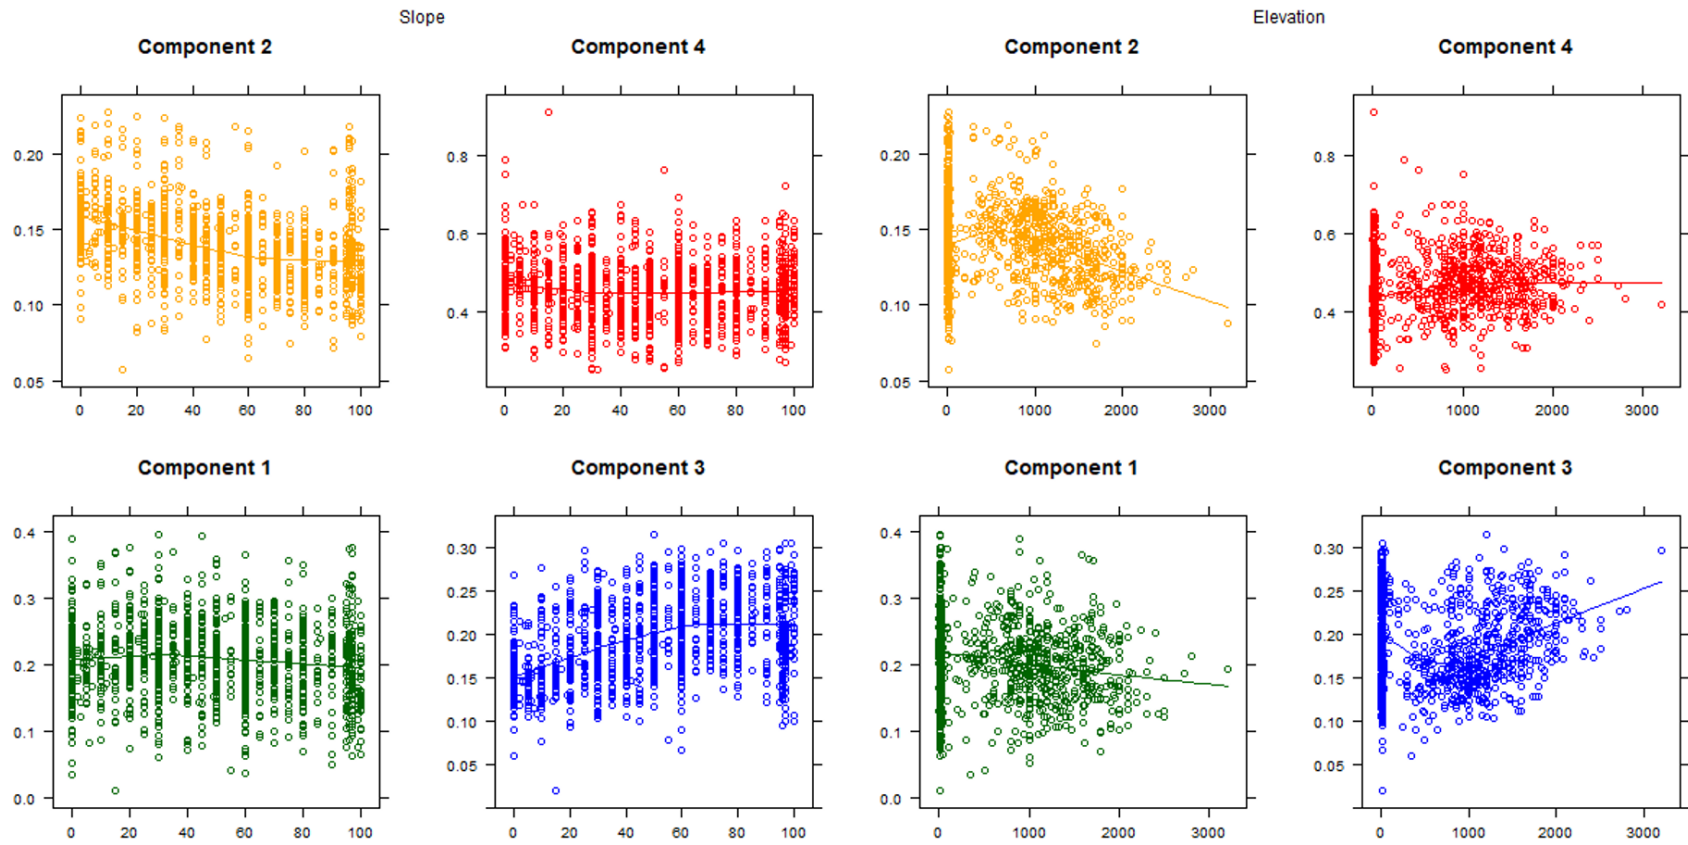 Slope Elevation
Component 2 Component 4 Component 2 Component 4
0.20 0.8 0.20 0.8
0.15 0.6 0.15 0.6
0.10 0.4 0.10 0.4
0.05 0.05
0 20 40 60 80 100 0 20 40 60 80 100 0 1000 2000 3000 0 1000 2000 3000
Component 1 Component 3 Component 1 Component 3
0.4 0.30 0.4 0.30
0.3 0.25 0.3 0.25
0.2 0.20 0.2 0.20
0.15 0.15
0.1 0.10 0.1 0.10
0.0 0.05 0.0 0.05
0 20 40 60 80 100 0 20 40 60 80 100 0 1000 2000 3000 0 1000 2000 3000